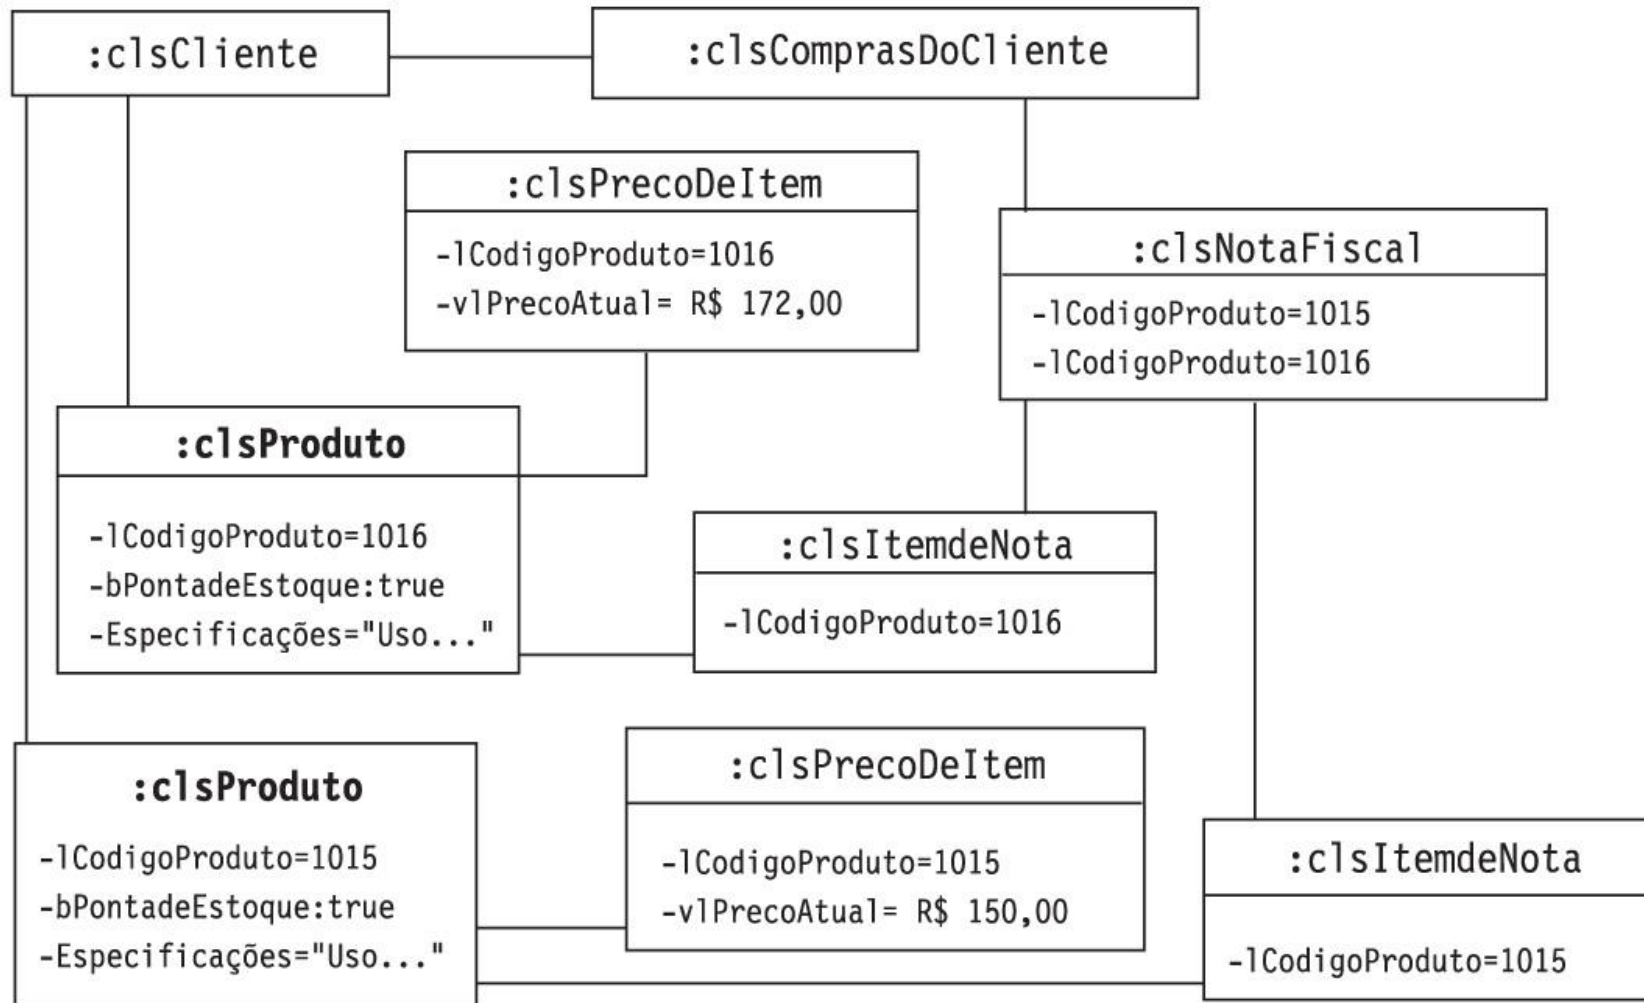 :clsCliente
:clsComprasDoCliente
:clsPrecoDeItem
-lCodigoProduto=1016
-vlPrecoAtual= R$ 172,00
:clsNotaFiscal
-lCodigoProduto=1015
-lCodigoProduto=1016
:clsProduto
-lCodigoProduto=1016
-bPontadeEstoque:true
-Especificações="Uso..."
:clsItemdeNota
-lCodigoProduto=1016
:clsProduto
-lCodigoProduto=1015
-bPontadeEstoque:true
-Especificações="Uso..."
:clsPrecoDeItem
-lCodigoProduto=1015
-vlPrecoAtual= R$ 150,00
:clsItemdeNota
-lCodigoProduto=1015